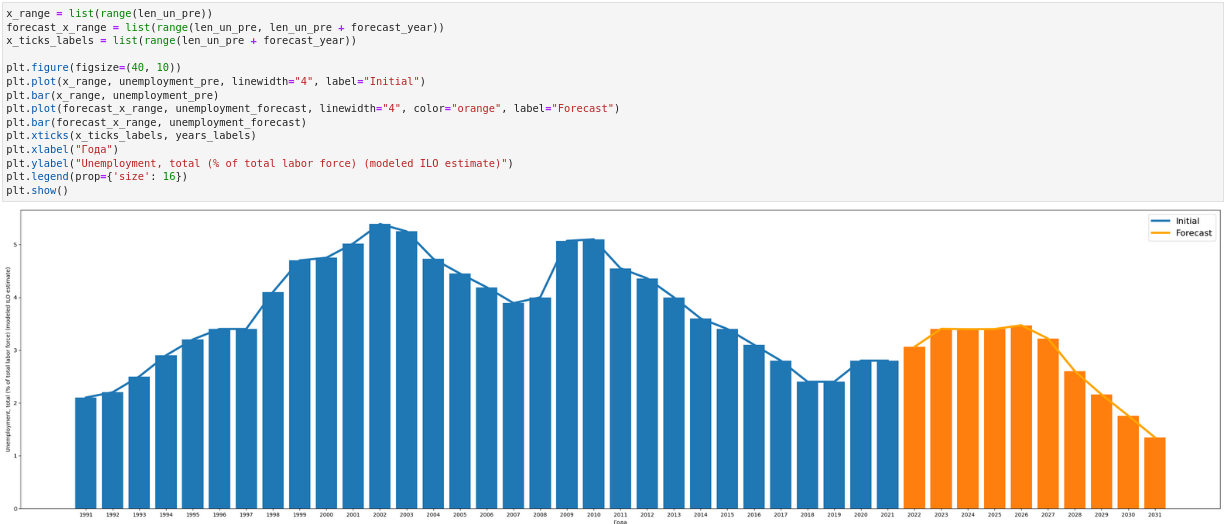 x_range = list(range(len_un_pre))
forecast_x_range = list(range(len_un_pre, len_un_pre + forecast_year))
x_ticks_labels = list(range(len_un_pre + forecast_year))
plt.figure(figsize=(40, 10))
plt.plot(x_range, unemployment_pre, linewidth="4", label="Initial")
plt.bar(x_range, unemployment_pre)
plt.plot(forecast_x_range, unemployment_forecast, linewidth="4", color="orange", label="Forecast")
plt.bar(forecast_x_range, unemployment_forecast)
plt.xticks(x_ticks_labels, years_labels)
plt.xlabel("Года")
plt.ylabel("Unemployment, total (% of total labor force) (modeled ILO estimate)")
plt.legend(prop={'size': 16})
plt.show()
Initial
Forecast
Unemployment, total (% of total labor force) (modeled ILO estimate)
5
4
3
2
1
0
1991 1992 1993 1994 1995 1996 1997 1998 1999 2000 2001 2002 2003 2004 2005 2006 2007 2008 2009 2010 2011 2012 2013 2014 2015 2016 2017 2018 2019 2020 2021 2022 2023 2024 2025 2026 2027 2028 2029 2030 2031
Года